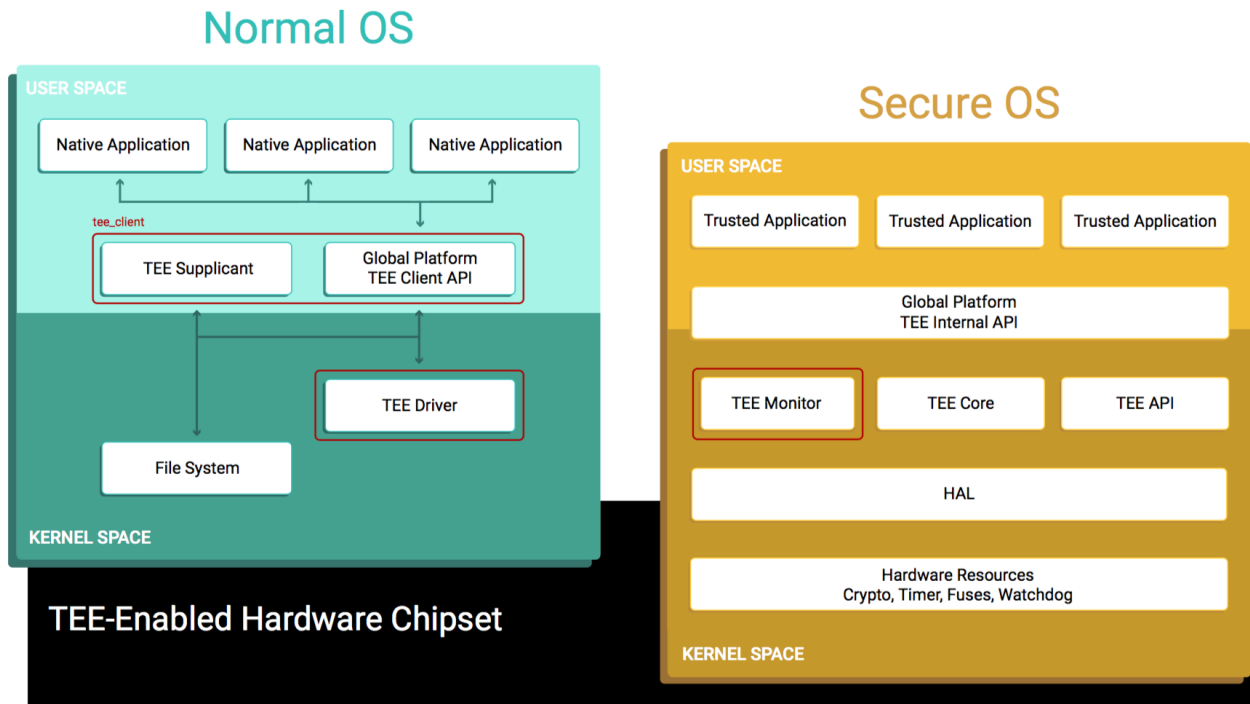 Normal OS
USER SPACE
Native Application
Native Application
Native Application
tee_client
TEE Supplicant
Global Platform
TEE Client API
TEE Driver
File System
KERNEL SPACE
TEE-Enabled Hardware Chipset
Secure OS
USER SPACE
Trusted Application
Trusted Application
Trusted Application
Global Platform
TEE Internal API
TEE Monitor
TEE Core
TEE API
HAL
Hardware Resources
Crypto, Timer, Fuses, Watchdog
KERNEL SPACE